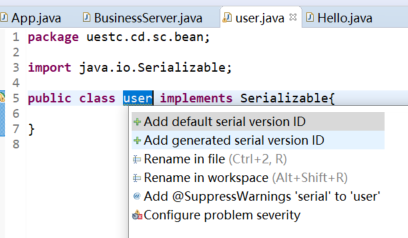 App.java BusinessServer.java user.java Hello.java
1 package uestc.cd.sc.bean;
2
3 import java.io.Serializable;
4
5 public class user implements Serializable{
6
7 }
8
Add default serial version ID
Add generated serial version ID
Rename in file (Ctrl+2, R)
Rename in workspace (Alt+Shift+R)
Add @SuppressWarnings 'serial' to 'user'
Configure problem severity